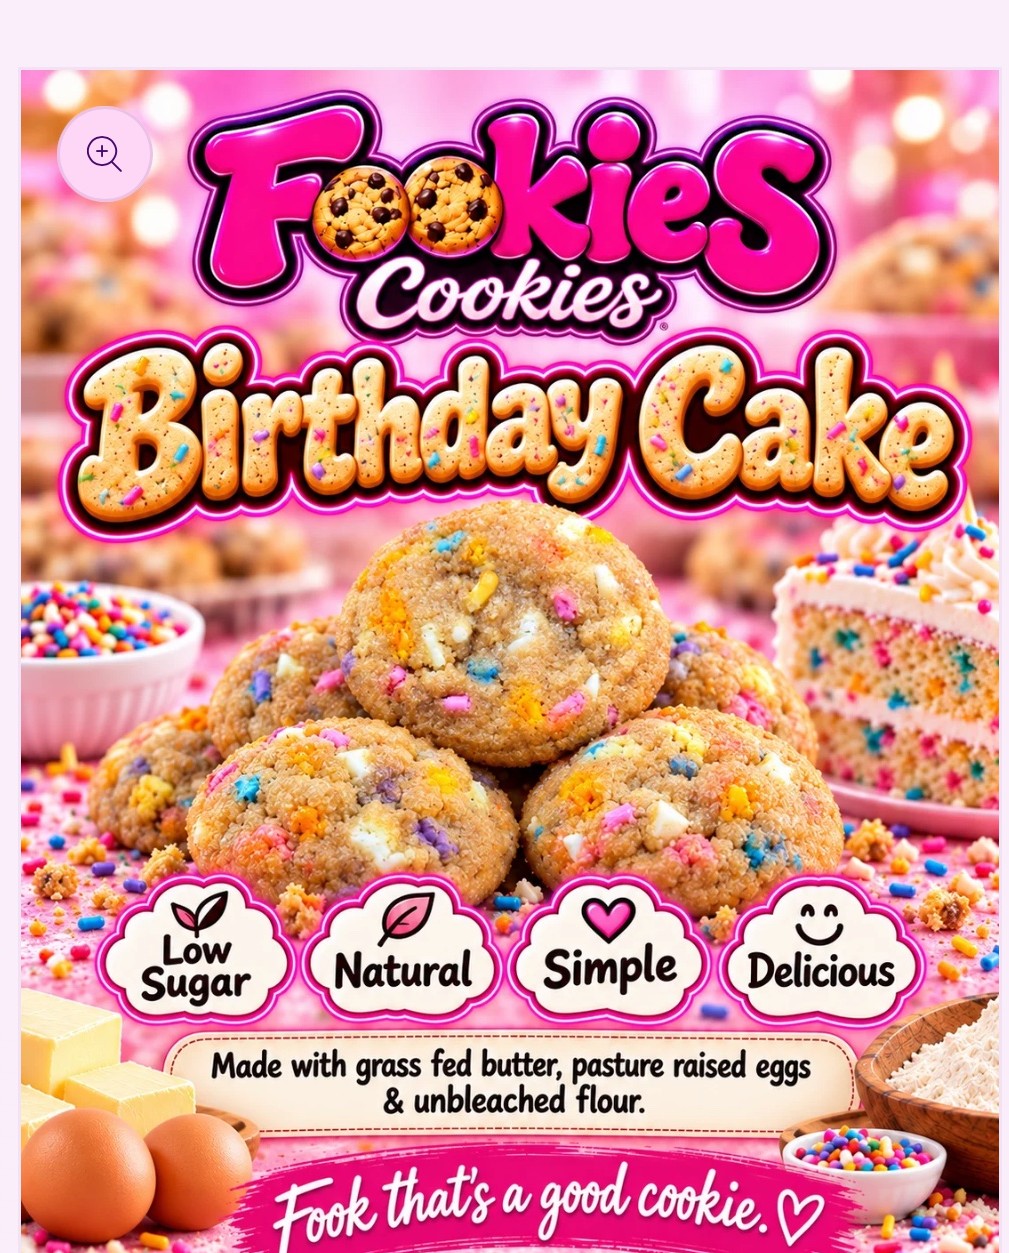 Fookies
Cookies®
Birthday Cake
Low
Sugar
Natural
Simple
Delicious
Made with grass fed butter, pasture raised eggs
& unbleached flour.
Fook that's a good cookie.